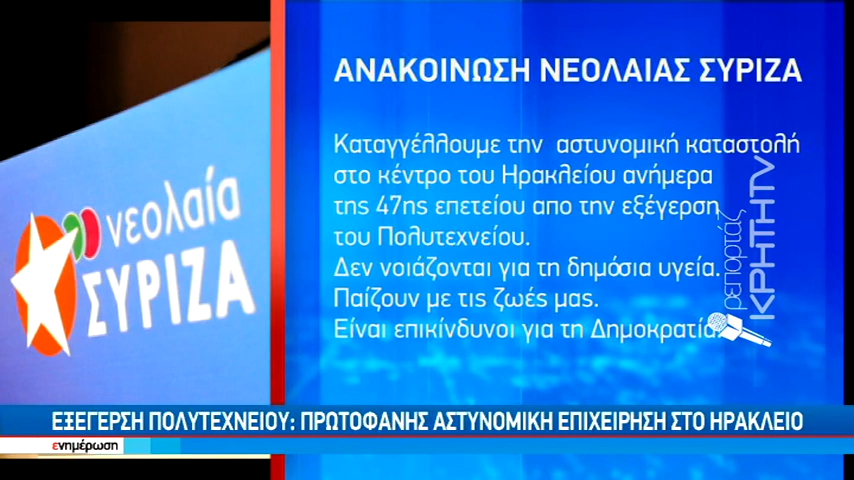 νεολαία
ΣΥΡΙΖΑ
ΑΝΑΚΟΙΝΩΣΗ ΝΕΟΛΑΙΑΣ ΣΥΡΙΖΑ
Καταγγέλλουμε την αστυνομική καταστολή
στο κέντρο του Ηρακλείου ανήμερα
της 47ης επετείου απο την εξέγερση
του Πολυτεχνείου.
Δεν νοιάζονται για τη δημόσια υγεία.
Παίζουν με τις ζωές μας.
Είναι επικίνδυνοι για τη Δημοκρατία
ρεπορτάζ
ΚΡΗΤΗTV
ΕΞΕΓΕΡΣΗ ΠΟΛΥΤΕΧΝΕΙΟΥ: ΠΡΩΤΟΦΑΝΗΣ ΑΣΤΥΝΟΜΙΚΗ ΕΠΙΧΕΙΡΗΣΗ ΣΤΟ ΗΡΑΚΛΕΙΟ
ενημέρωση